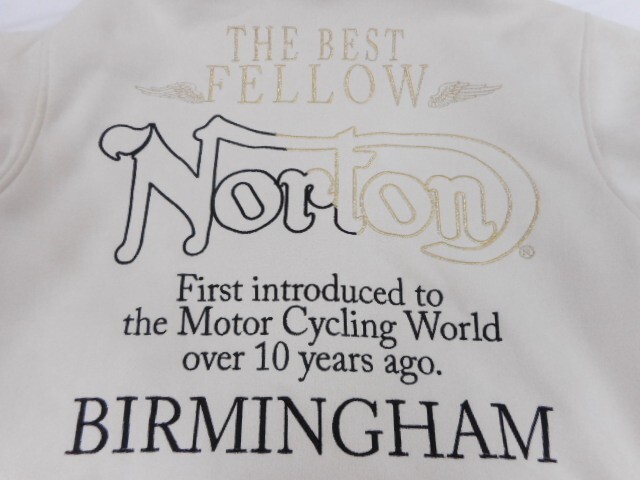 THE BEST
FELLOW
Norton®
First introduced to
the Motor Cycling World
over 10 years ago.
BIRMINGHAM